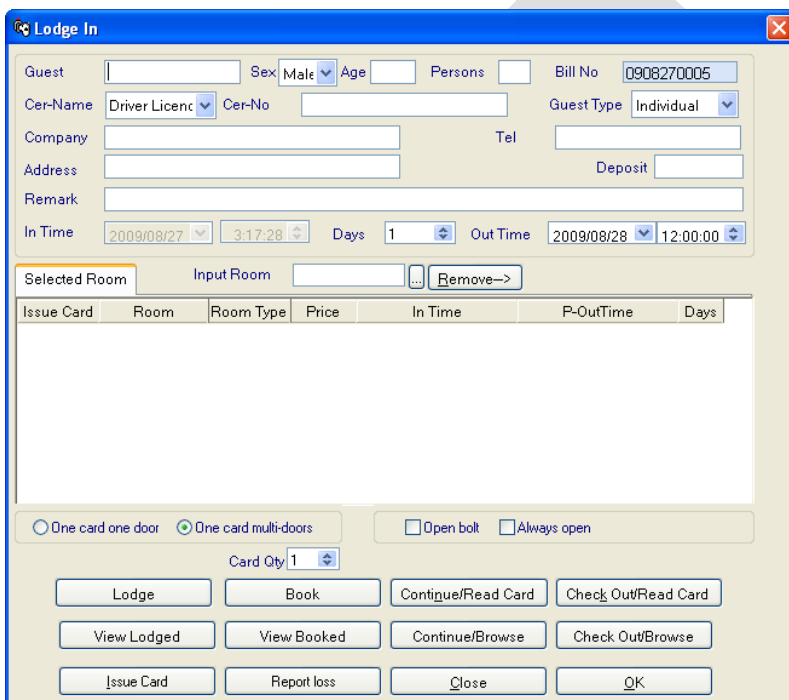 Lodge In
Guest Sex Male Age Persons Bill No 0908270005
Cer-Name Driver Licenc Cer-No Guest Type Individual
Company Tel
Address Deposit
Remark
In Time 2009/08/27 3:17:28 Days 1 Out Time 2009/08/28 12:00:00
Selected Room Input Room ... Remove-->
Issue Card Room Room Type Price In Time P-OutTime Days
One card one door One card multi-doors Open bolt Always open
Card Qty 1
Lodge Book Continue/Read Card Check Out/Read Card
View Lodged View Booked Continue/Browse Check Out/Browse
Issue Card Report loss Close OK